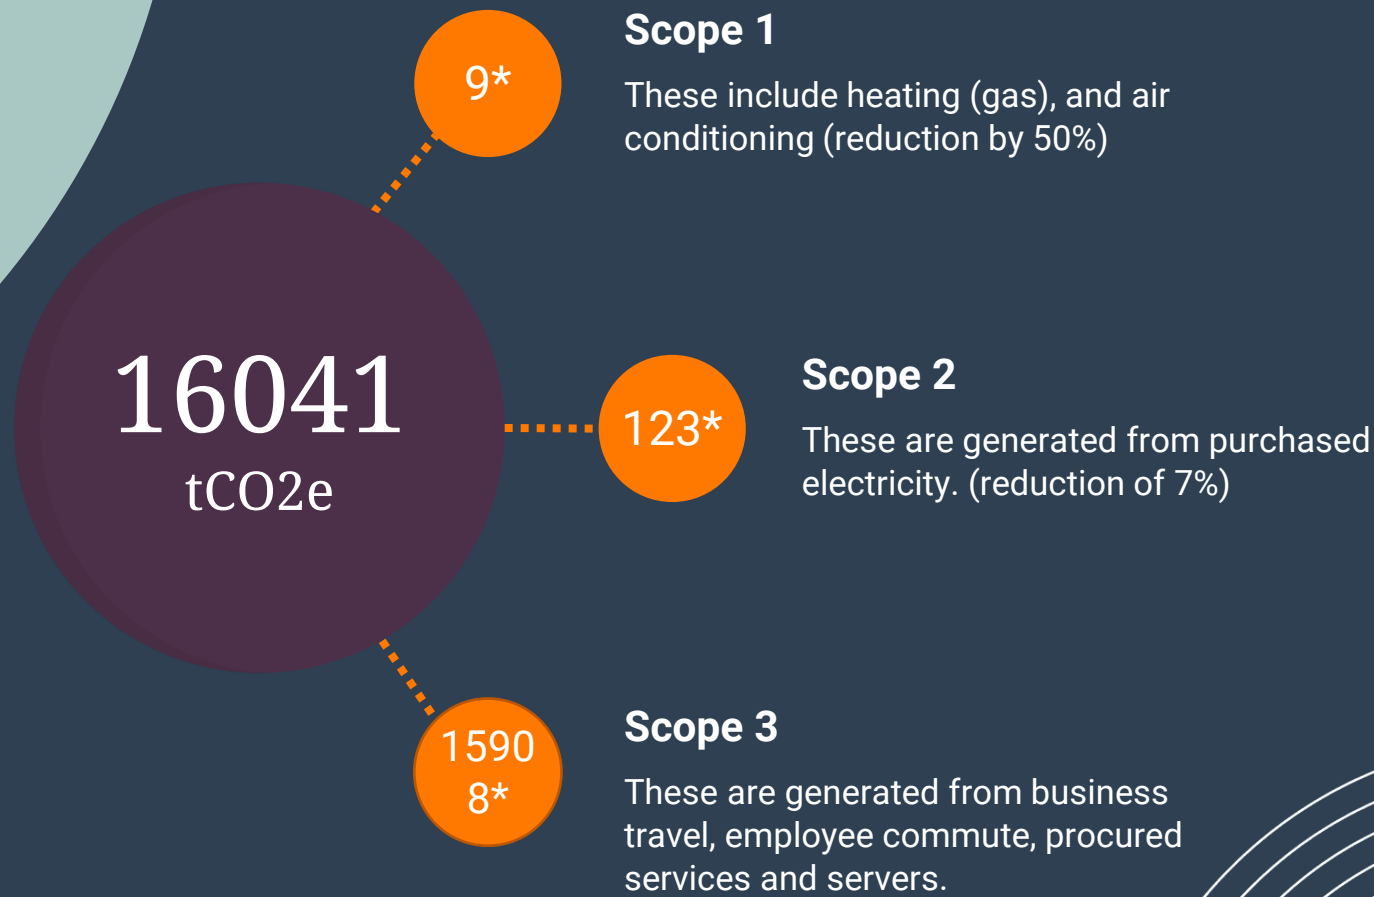 16041
tCO2e
9*
Scope 1
These include heating (gas), and air
conditioning (reduction by 50%)
123*
Scope 2
These are generated from purchased
electricity. (reduction of 7%)
1590
8*
Scope 3
These are generated from business
travel, employee commute, procured
services and servers.